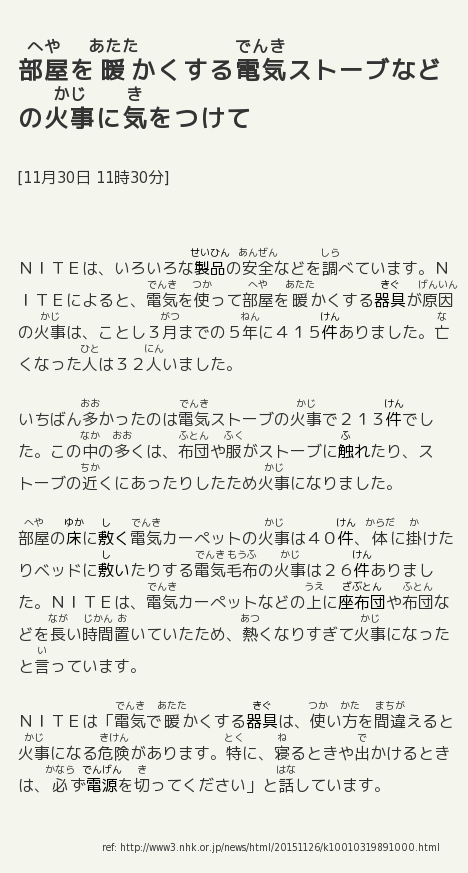 部屋を暖かくする電気ストーブなど
の火事に気をつけて
[11月30日 11時30分]
ＮＩＴＥは、いろいろな製品の安全などを調べています。Ｎ
ＩＴＥによると、電気を使って部屋を暖かくする器具が原因
の火事は、ことし３月までの５年に４１５件ありました。亡
くなった人は３２人いました。
いちばん多かったのは電気ストーブの火事で２１３件でし
た。この中の多くは、布団や服がストーブに触れたり、ス
トーブの近くにあったりしたため火事になりました。
部屋の床に敷く電気カーペットの火事は４０件、体に掛けた
りベッドに敷いたりする電気毛布の火事は２６件ありまし
た。ＮＩＴＥは、電気カーペットなどの上に座布団や布団な
どを長い時間置いていたため、熱くなりすぎて火事になった
と言っています。
ＮＩＴＥは「電気で暖かくする器具は、使い方を間違えると
火事になる危険があります。特に、寝るときや出かけるとき
は、必ず電源を切ってください」と話しています。
ref: http://www3.nhk.or.jp/news/html/20151126/k10010319891000.html